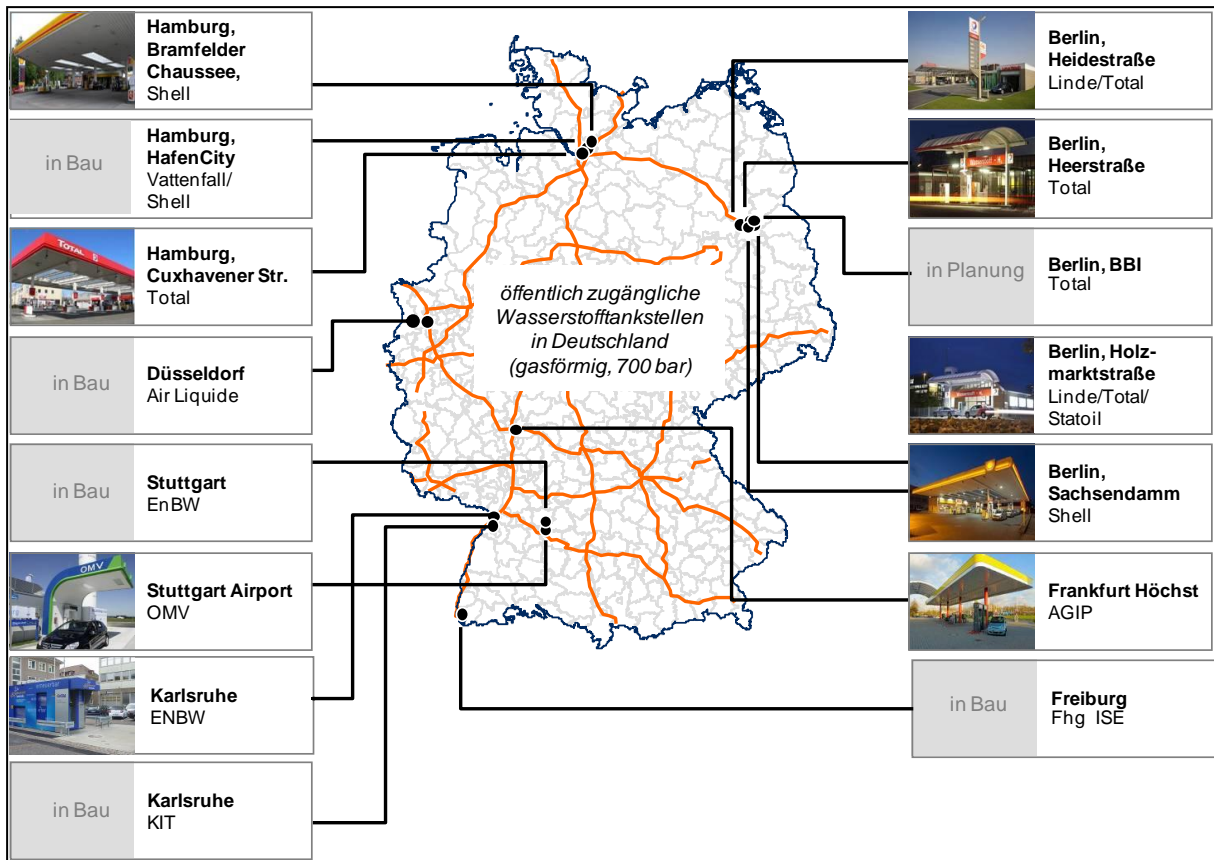 Hamburg,
Bramfelder
Chaussee,
Shell
in Bau
Hamburg,
HafenCity
Vattenfall/
Shell
TOTAL
Hamburg,
Cuxhavener Str.
Total
in Bau
Düsseldorf
Air Liquide
in Bau
Stuttgart
EnBW
OMV
Stuttgart Airport
OMV
Karlsruhe
ENBW
in Bau
Karlsruhe
KIT
öffentlich zugängliche
Wasserstofftankstellen
in Deutschland
(gasförmig, 700 bar)
Berlin,
Heidestraße
Linde/Total
Berlin,
Heerstraße
Total
in Planung
Berlin, BBI
Total
Berlin, Holz-
marktstraße
Linde/Total/
Statoil
Berlin,
Sachsendamm
Shell
Frankfurt Höchst
AGIP
in Bau
Freiburg
Fhg ISE